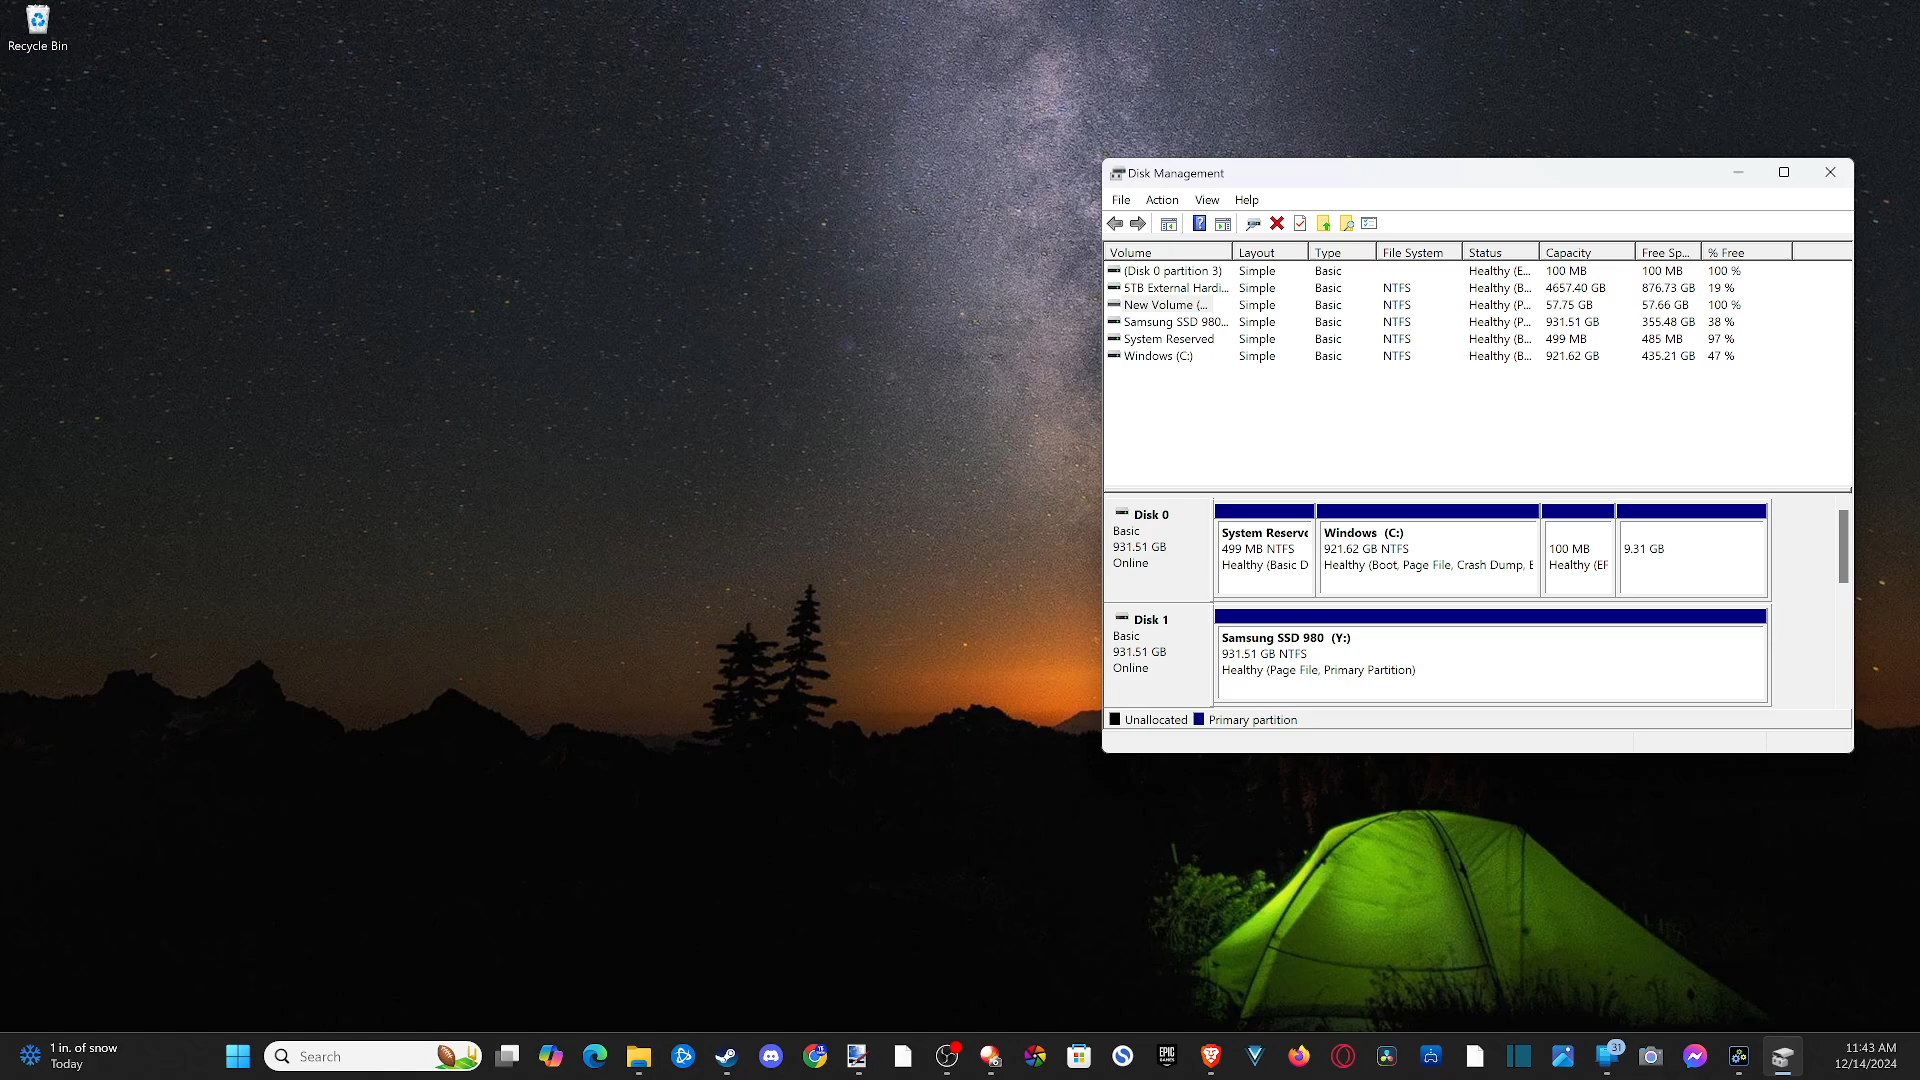 Recycle Bin
Disk Management
File Action View Help
Volume Layout Type File System Status Capacity Free Sp... % Free
(Disk 0 partition 3) Simple Basic Healthy (E... 100 MB 100 MB 100 %
5TB External Hardi... Simple Basic NTFS Healthy (B... 4657.40 GB 876.73 GB 19 %
New Volume (... Simple Basic NTFS Healthy (P... 57.75 GB 57.66 GB 100 %
Samsung SSD 980... Simple Basic NTFS Healthy (P... 931.51 GB 355.48 GB 38 %
System Reserved Simple Basic NTFS Healthy (B... 499 MB 485 MB 97 %
Windows (C:) Simple Basic NTFS Healthy (B... 921.62 GB 435.21 GB 47 %
Disk 0
Basic
931.51 GB
Online
System Reserve
499 MB NTFS
Healthy (Basic D
Windows (C:)
921.62 GB NTFS
Healthy (Boot, Page File, Crash Dump, E
100 MB
Healthy (EF
9.31 GB
Disk 1
Basic
931.51 GB
Online
Samsung SSD 980 (Y:)
931.51 GB NTFS
Healthy (Page File, Primary Partition)
Unallocated Primary partition
1 in. of snow
Today
Search
EPIC
GAMES
31
11:43 AM
12/14/2024